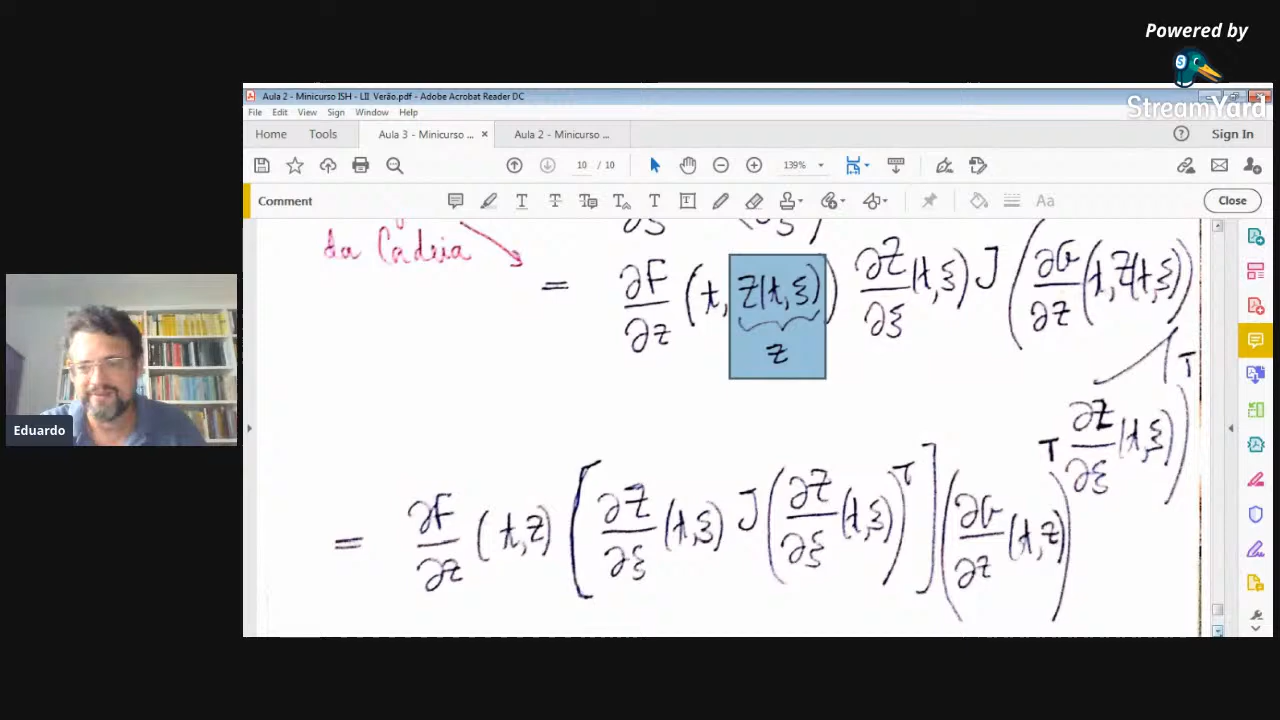 Powered by
StreamYard
Aula 2 - Minicurso ISH - LII Verão.pdf - Adobe Acrobat Reader DC
File Edit View Sign Window Help
Home Tools Aula 3 - Minicurso ... × Aula 2 - Minicurso ... Sign In
10 / 10 139%
Comment Close
da Cadeia
= ∂F/∂z (t, Z(t,ξ)) ∂Z/∂ξ (t,ξ) J (∂G/∂z (t, Z(t,ξ))
z
T
∂Z/∂ξ (t,ξ)) T
= ∂F/∂z (t,z) [∂Z/∂ξ (t,ξ) J (∂Z/∂ξ (t,ξ))T] (∂G/∂z (t,z))
Eduardo